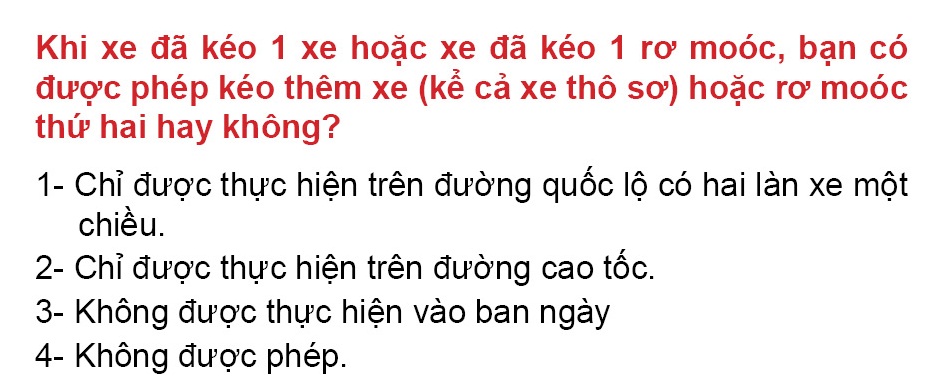 Khi xe đã kéo 1 xe hoặc xe đã kéo 1 rơ moóc, bạn có
được phép kéo thêm xe (kể cả xe thô sơ) hoặc rơ moóc
thứ hai hay không?
1- Chỉ được thực hiện trên đường quốc lộ có hai làn xe một
chiều.
2- Chỉ được thực hiện trên đường cao tốc.
3- Không được thực hiện vào ban ngày
4- Không được phép.